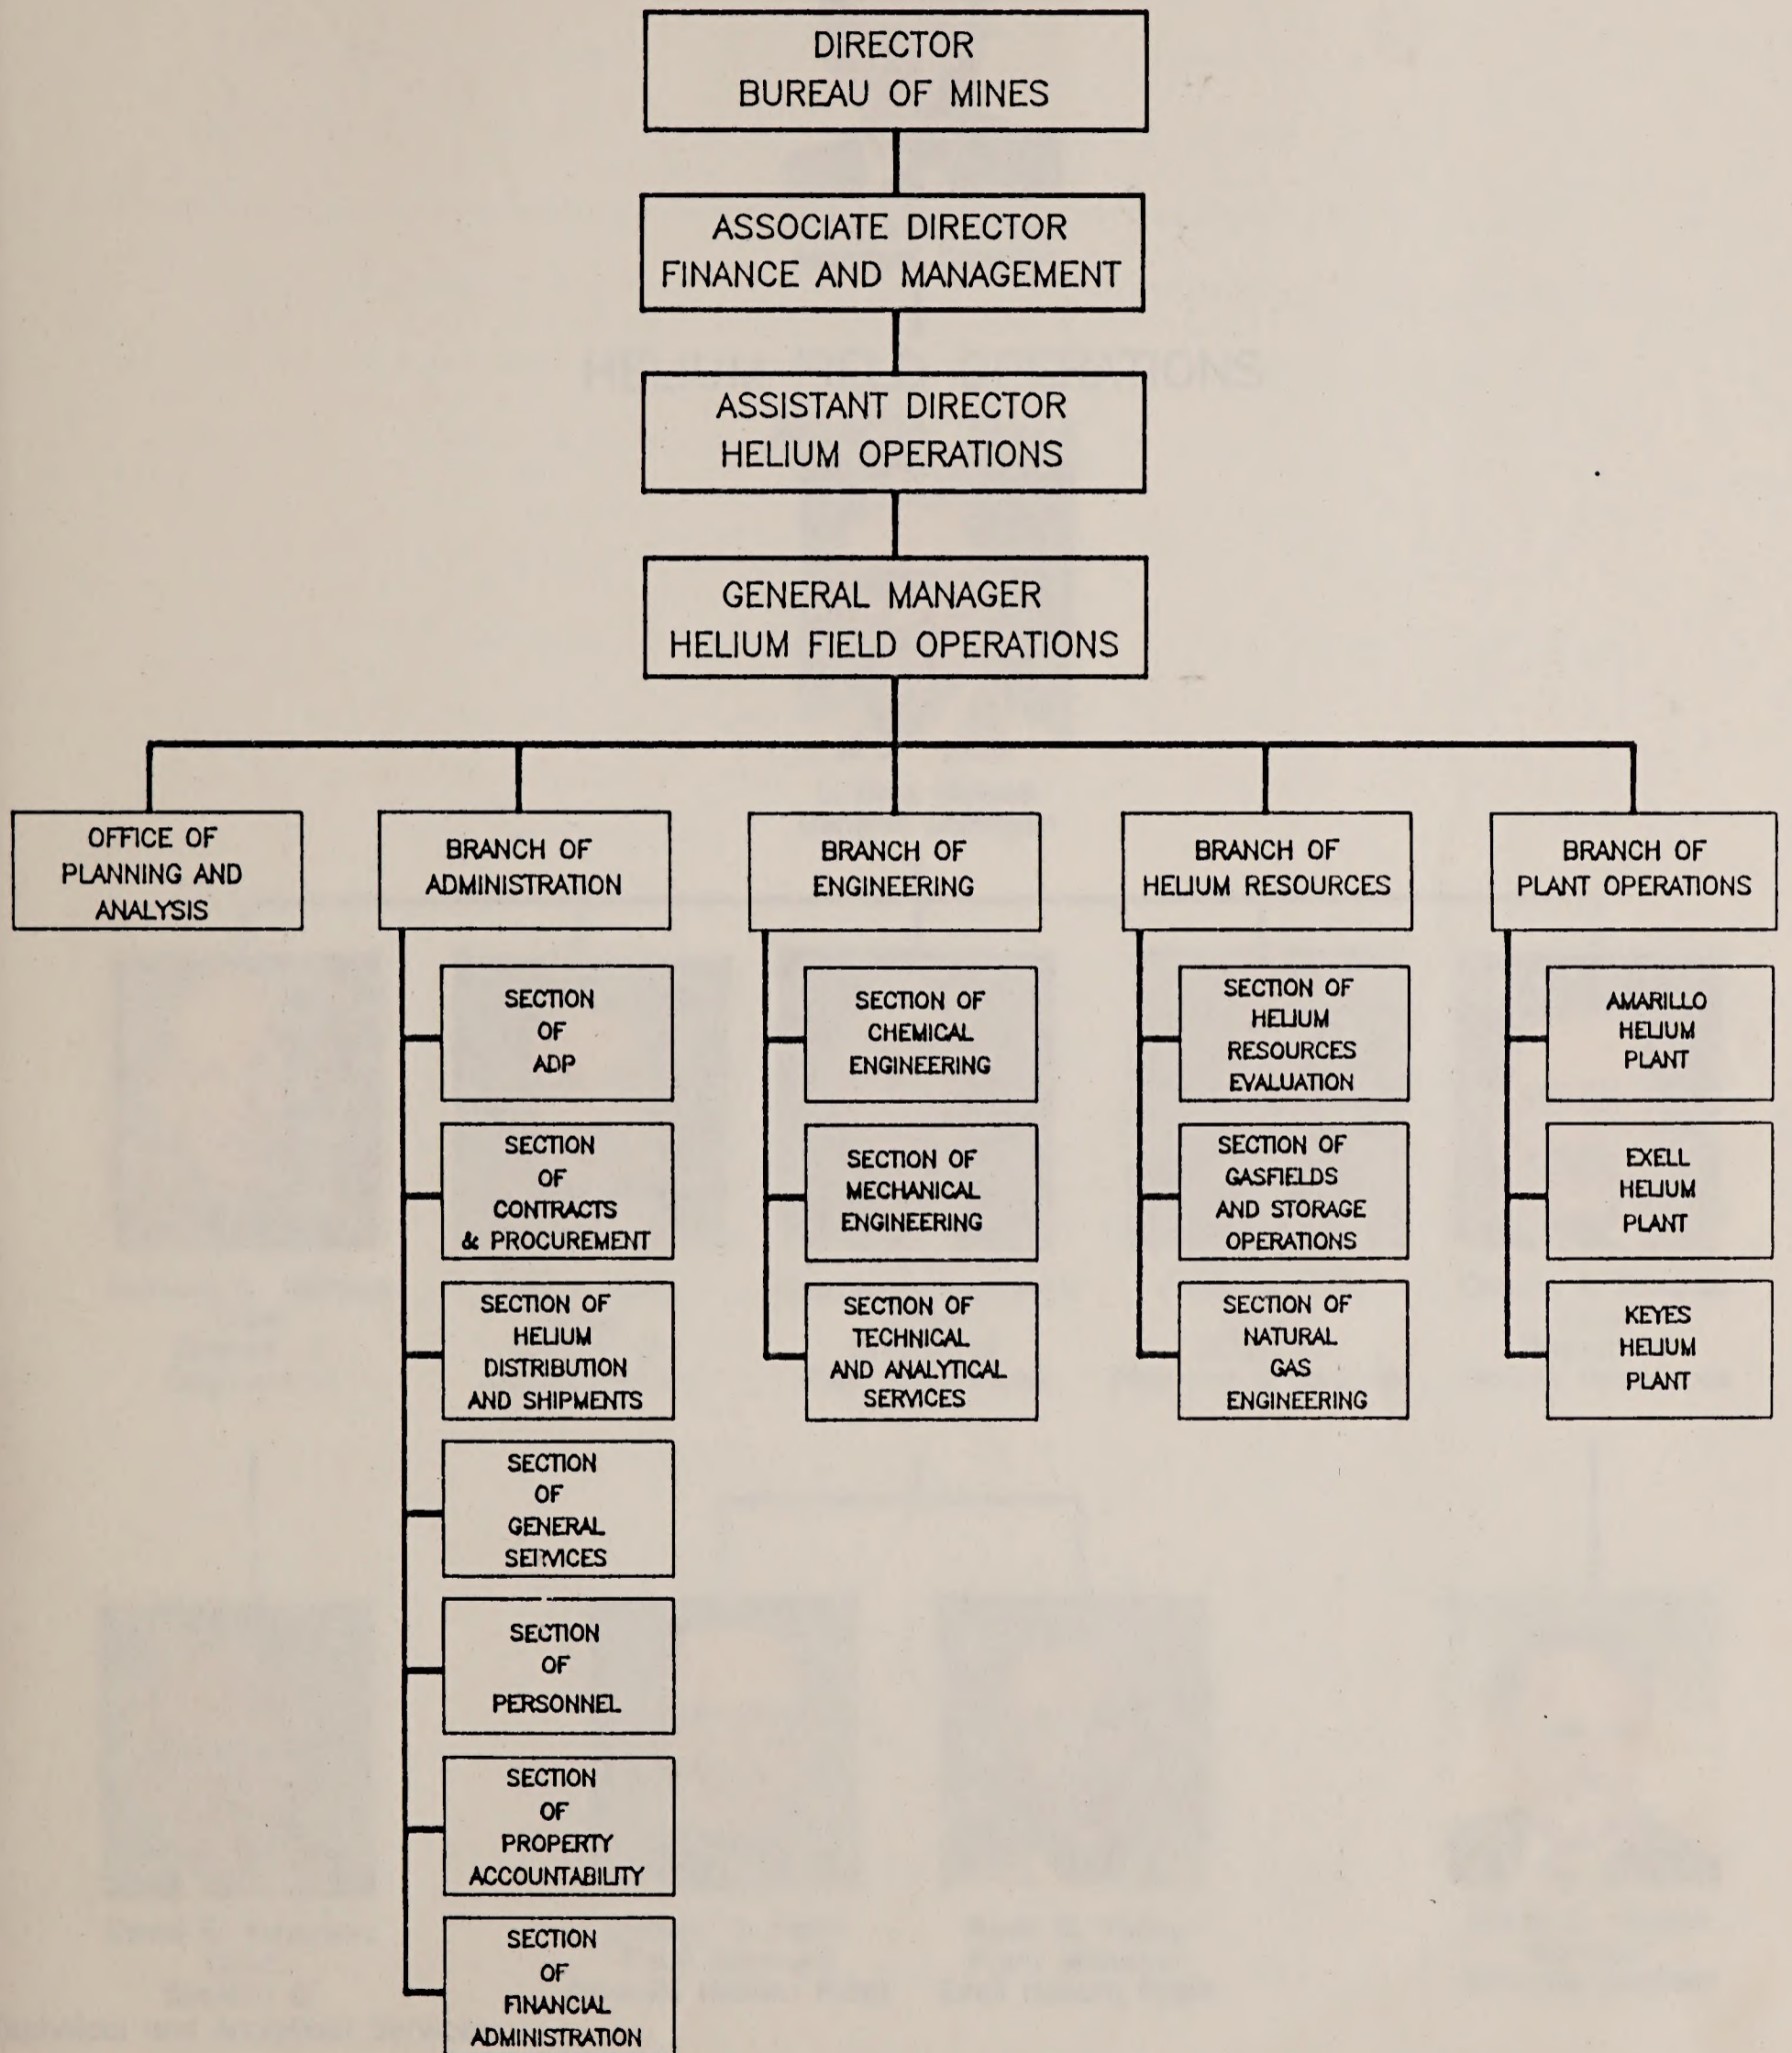 DIRECTOR
BUREAU OF MINES
ASSOCIATE DIRECTOR
FINANCE AND MANAGEMENT
ASSISTANT DIRECTOR
HELIUM OPERATIONS
GENERAL MANAGER
HELIUM FIELD OPERATIONS
OFFICE OF
PLANNING AND
ANALYSIS
BRANCH OF
ADMINISTRATION
SECTION
OF
ADP
SECTION
OF
CONTRACTS
& PROCUREMENT
SECTION OF
HELIUM
DISTRIBUTION
AND SHIPMENTS
SECTION
OF
GENERAL
SERVICES
SECTION
OF
PERSONNEL
SECTION
OF
PROPERTY
ACCOUNTABILITY
SECTION
OF
FINANCIAL
ADMINISTRATION
BRANCH OF
ENGINEERING
SECTION OF
CHEMICAL
ENGINEERING
SECTION OF
MECHANICAL
ENGINEERING
SECTION OF
TECHNICAL
AND ANALYTICAL
SERVICES
BRANCH OF
HELIUM RESOURCES
SECTION OF
HELIUM
RESOURCES
EVALUATION
SECTION OF
GASFIELDS
AND STORAGE
OPERATIONS
SECTION OF
NATURAL
GAS
ENGINEERING
BRANCH OF
PLANT OPERATIONS
AMARILLO
HELIUM
PLANT
EXELL
HELIUM
PLANT
KEYES
HELIUM
PLANT